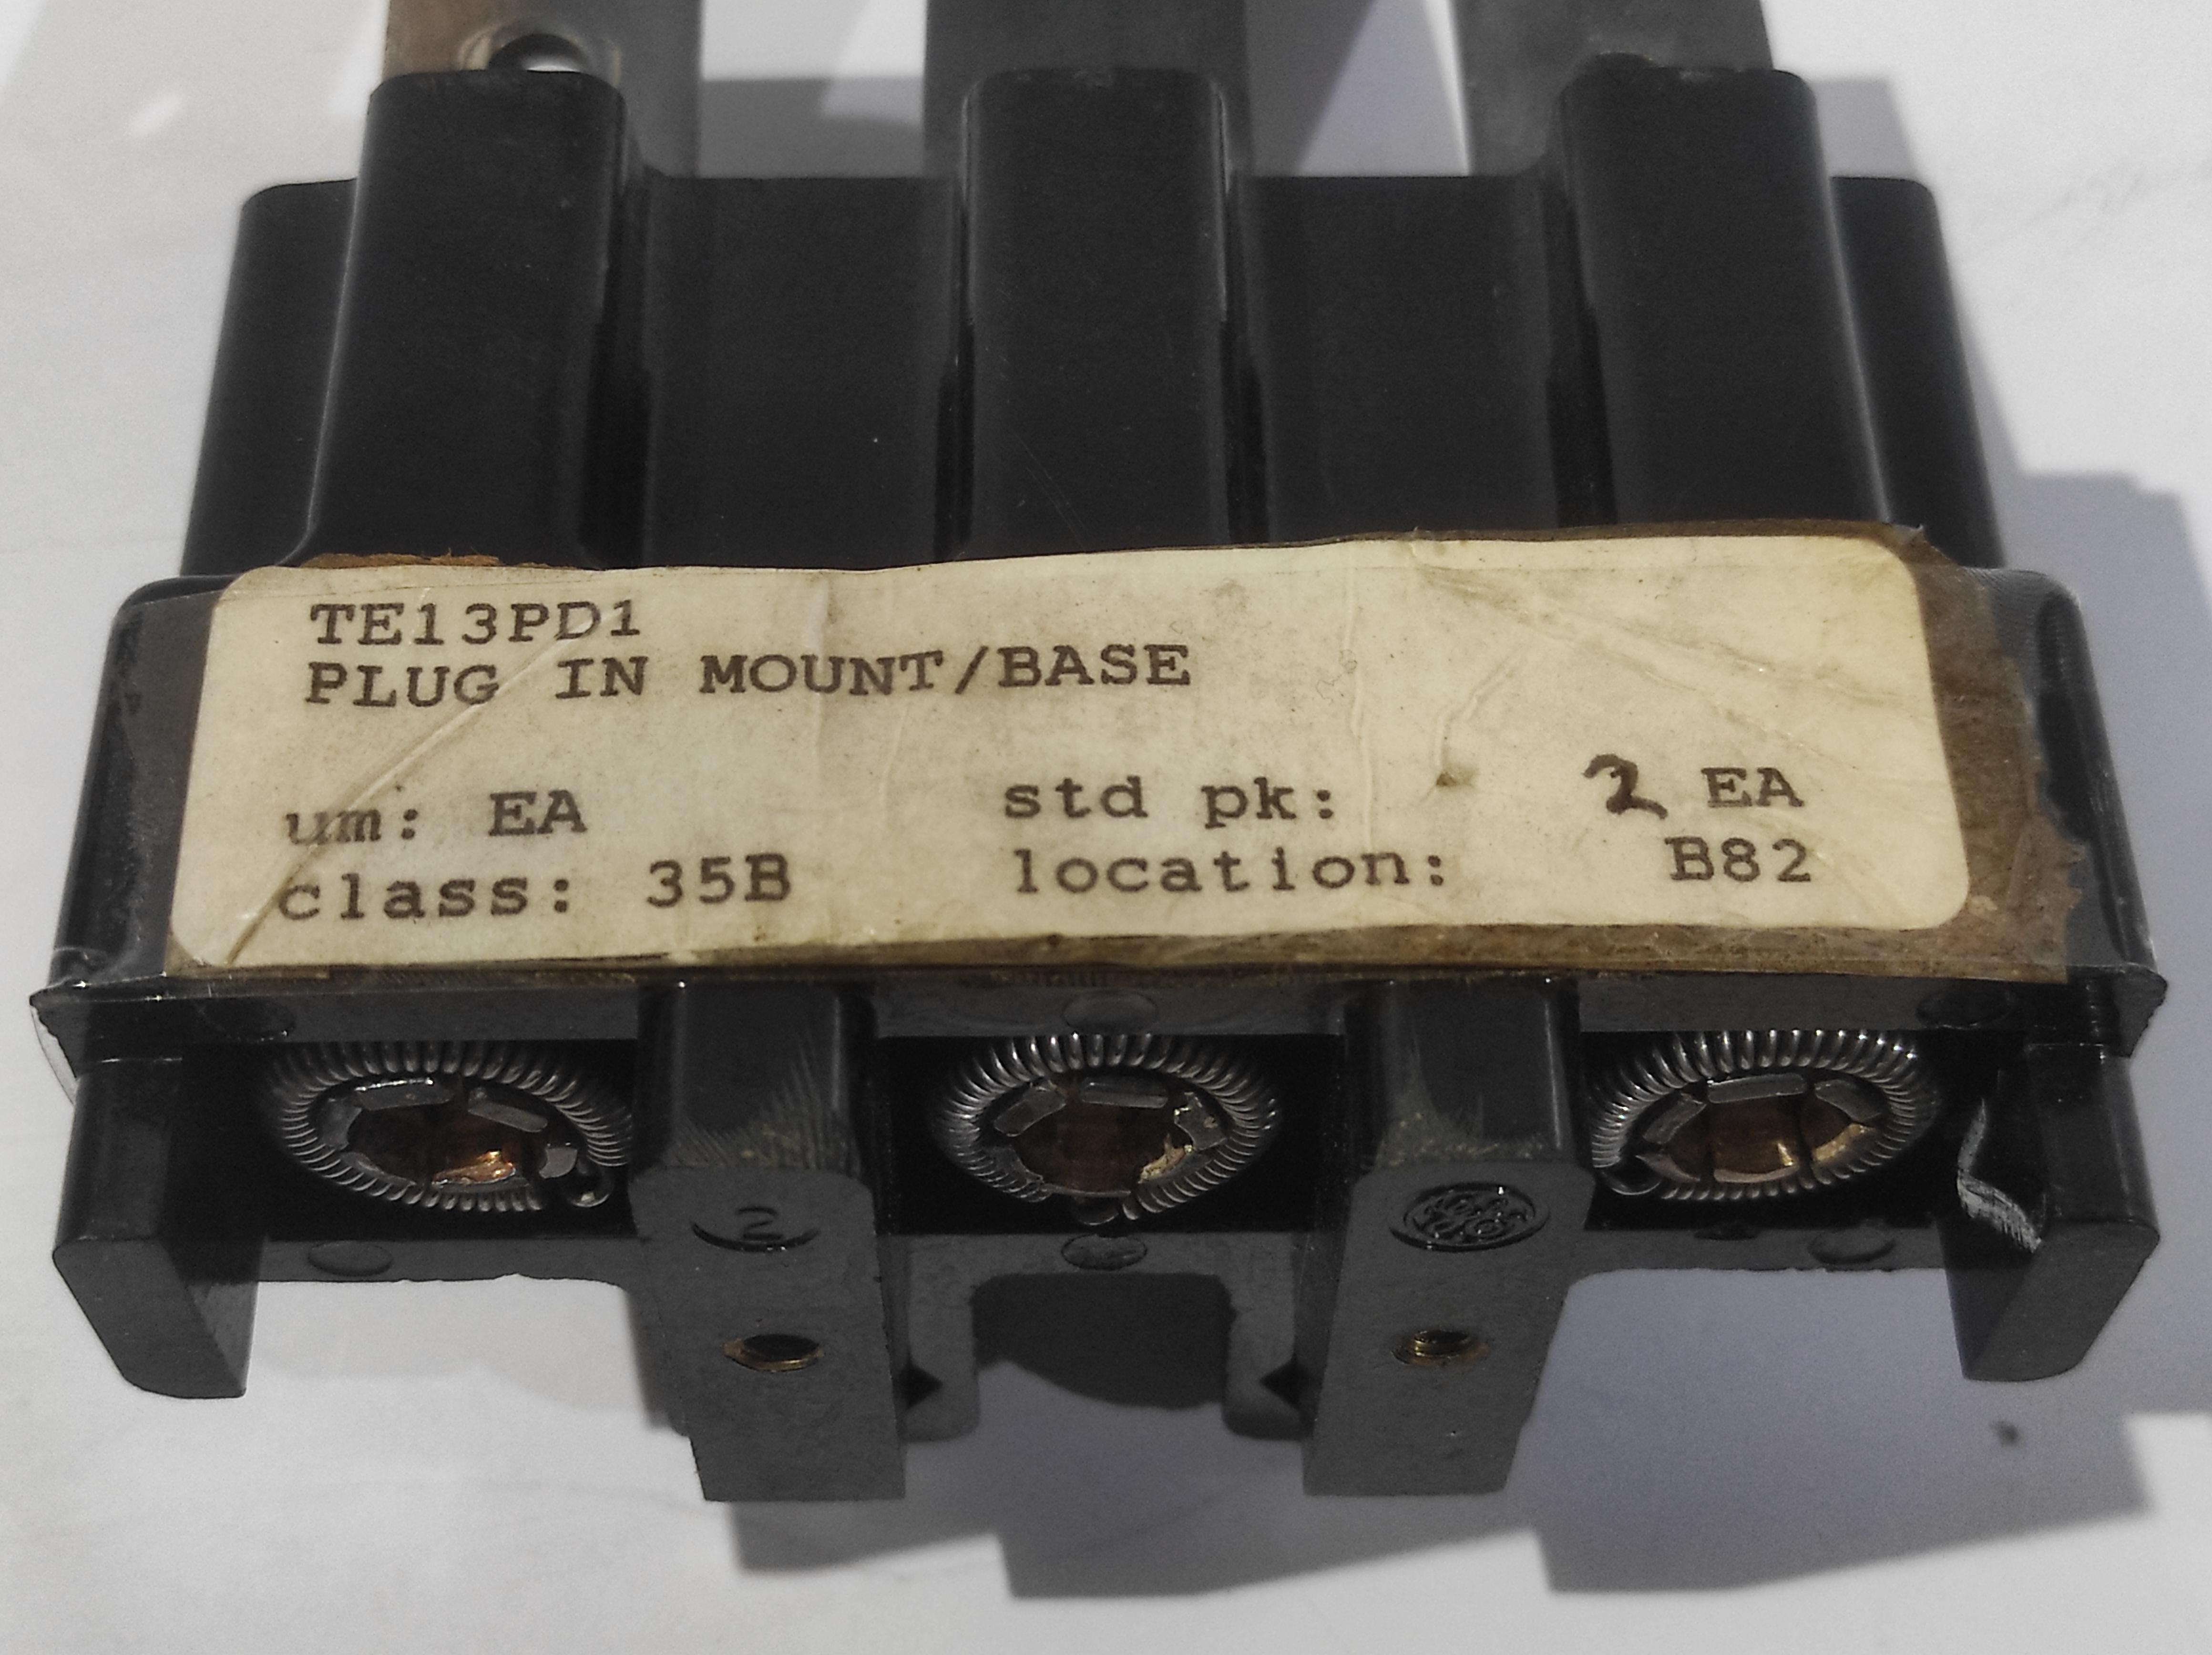 TE13PD1
PLUG IN MOUNT/BASE
um: EA std pk: 2 EA
class: 35B location: B82
2